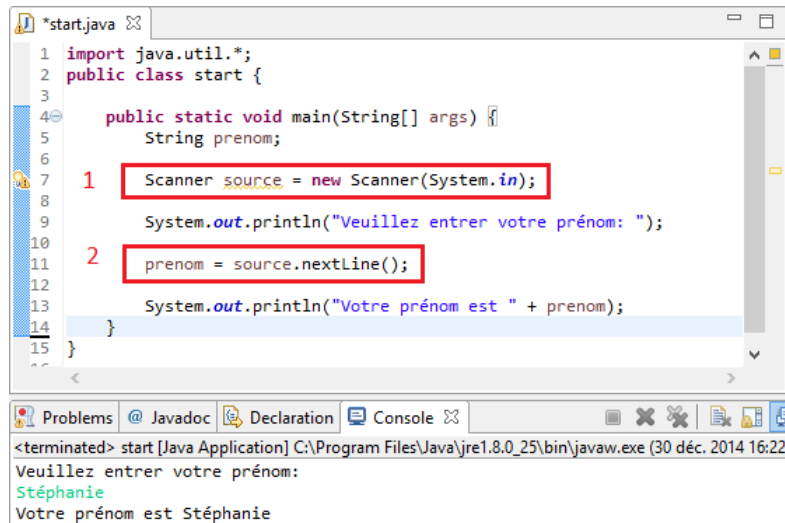 *start.java
1 import java.util.*;
2 public class start {
3
4 public static void main(String[] args) {
5 String prenom;
6
7 1 Scanner source = new Scanner(System.in);
8
9 System.out.println("Veuillez entrer votre prénom: ");
10
11 2 prenom = source.nextLine();
12
13 System.out.println("Votre prénom est " + prenom);
14 }
15 }
Problems @ Javadoc Declaration Console
<terminated> start [Java Application] C:\Program Files\Java\jre1.8.0_25\bin\javaw.exe (30 déc. 2014 16:22
Veuillez entrer votre prénom:
Stéphanie
Votre prénom est Stéphanie